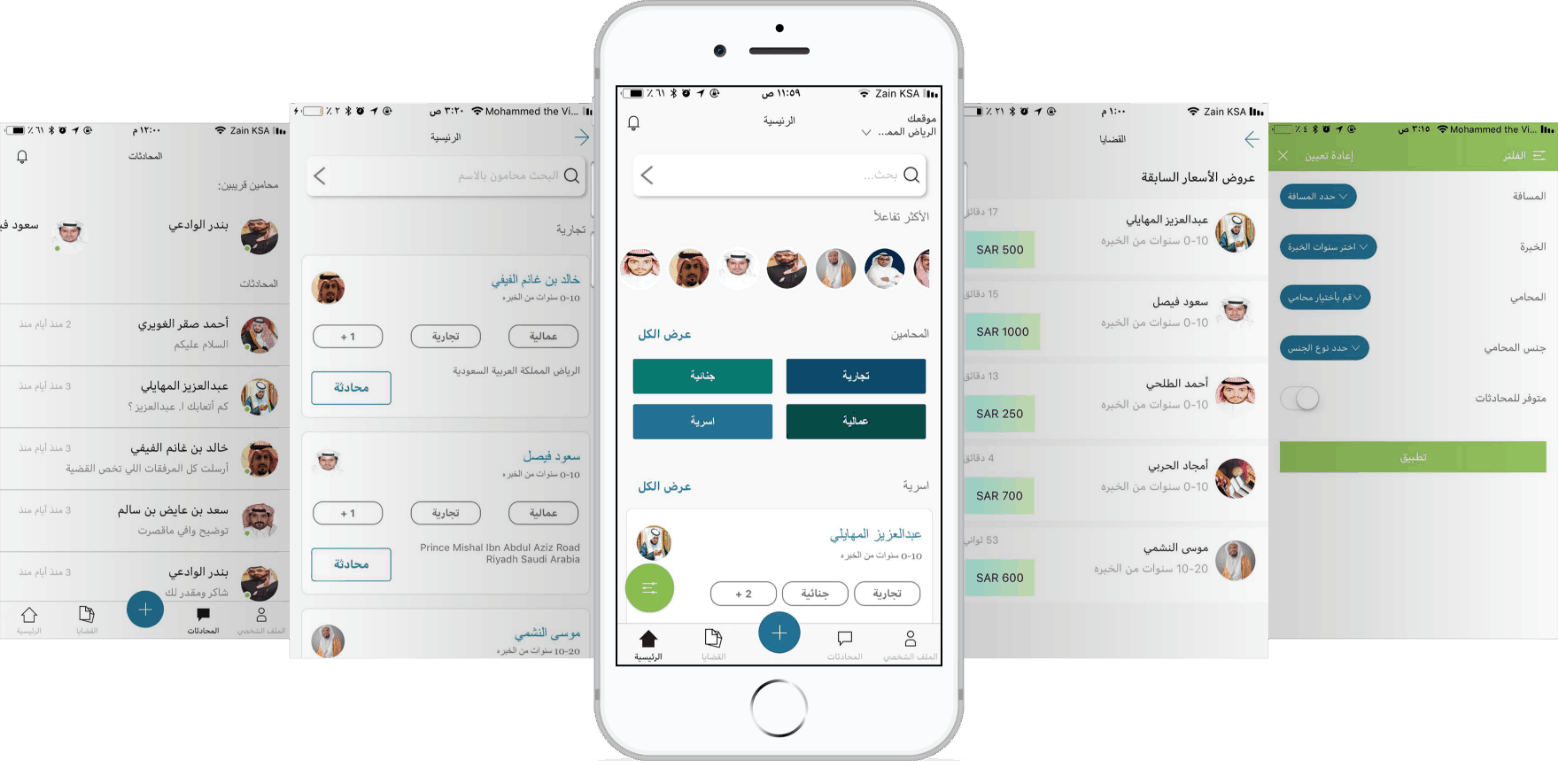 ٪ ٦١
١٢:٠٠ م
Zain KSA
المحادثات
محامين قريبين:
بندر الوادعي
سعود في
المحادثات
أحمد صقر الغويري
2 منذ أيام منذ
السلام عليكم
عبدالعزيز المهايلي
3 منذ أيام منذ
كم أتعابك ا. عبدالعزيز ؟
خالد بن غانم الفيفي
3 منذ أيام منذ
أرسلت كل المرفقات اللي تخص القضية
سعد بن عايض بن سالم
3 منذ أيام منذ
توضيح وافي ماقصرت
بندر الوادعي
3 منذ أيام منذ
شاكر ومقدر لك
الملف الشخصي
المحادثات
+
القضايا
الرئيسية
٪ ٢
٣:٢٠ ص
Mohammed the Vi...
الرئيسية
البحث محامون بالاسم
تجارية
خالد بن غانم الفيفي
0-10 سنوات من الخبره
عمالية
تجارية
+ 1
الرياض المملكة العربية السعودية
محادثة
سعود فيصل
0-10 سنوات من الخبره
عمالية
تجارية
+ 1
Prince Mishal Ibn Abdul Aziz Road
Riyadh Saudi Arabia
محادثة
موسى النشمي
10-20 سنوات من الخبره
٪ ٦١
١١:٥٩ ص
Zain KSA
موقعك
الرياض المم...
الرئيسية
بحث...
الأكثر تفاعلاً
المحامين
عرض الكل
تجارية
جنائية
عمالية
اسرية
اسرية
عرض الكل
عبدالعزيز المهايلي
0-10 سنوات من الخبره
تجارية
جنائية
+ 2
الملف الشخصي
المحادثات
+
القضايا
الرئيسية
٪ ٢١
١:٠٠ م
Zain KSA
القضايا
عروض الأسعار السابقة
عبدالعزيز المهايلي
17 دقائق
0-10 سنوات من الخبره
SAR 500
سعود فيصل
15 دقائق
0-10 سنوات من الخبره
SAR 1000
أحمد الطلحي
13 دقائق
0-10 سنوات من الخبره
SAR 250
أمجاد الحربي
4 دقائق
0-10 سنوات من الخبره
SAR 700
موسى النشمي
53 ثواني
10-20 سنوات من الخبره
SAR 600
٪ ٤
٣:١٥ ص
Mohammed the Vi...
الفلتر
إعادة تعيين
المسافة
حدد المسافة
الخبرة
اختر سنوات الخبرة
المحامي
قم بأختيار محامي
جنس المحامي
حدد نوع الجنس
متوفر للمحادثات
تطبيق